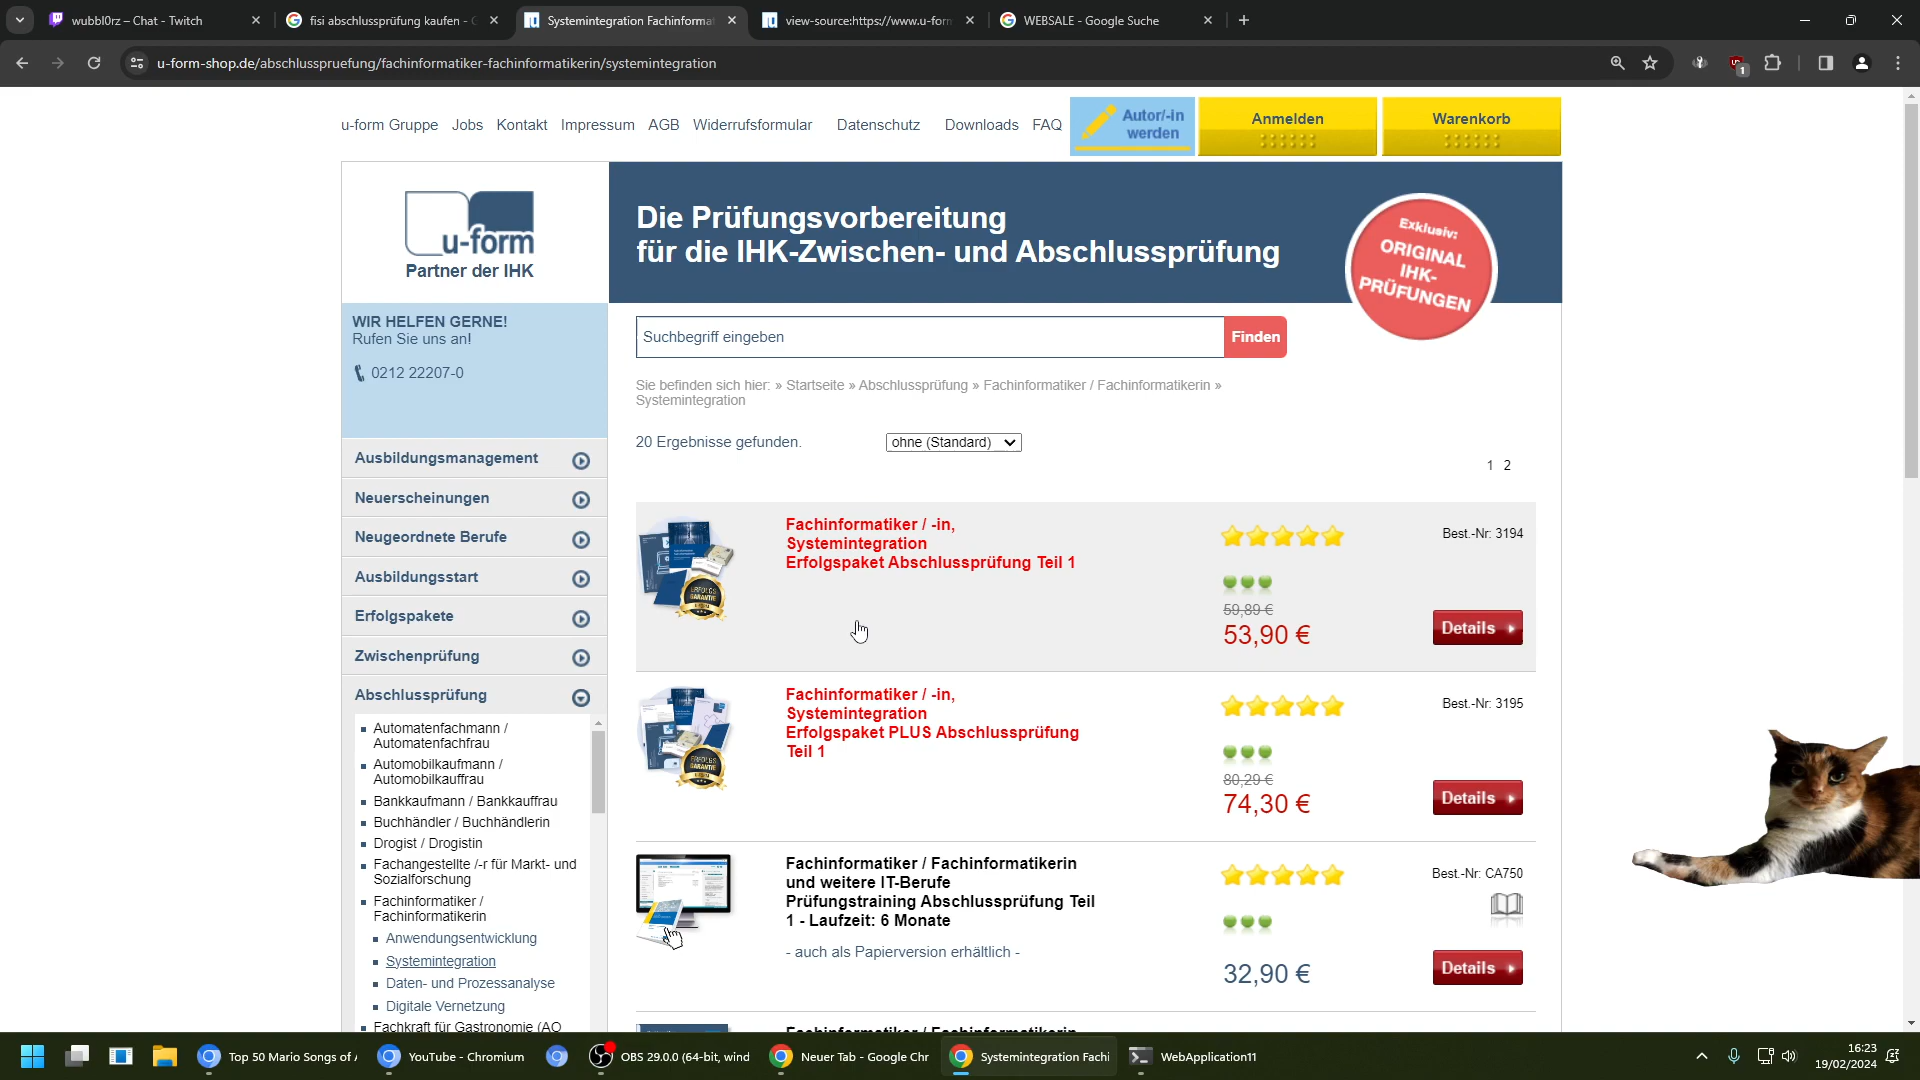 wubbl0rz – Chat - Twitch
fisi abschlussprüfung kaufen -
Systemintegration Fachinforma
view-source:https://www.u-forn
WEBSALE - Google Suche
u-form-shop.de/abschlusspruefung/fachinformatiker-fachinformatikerin/systemintegration
u-form Gruppe Jobs Kontakt Impressum AGB Widerrufsformular Datenschutz Downloads FAQ
Autor/-in
werden
Anmelden
Warenkorb
u-form
Partner der IHK
Die Prüfungsvorbereitung
für die IHK-Zwischen- und Abschlussprüfung
Exklusiv:
ORIGINAL
IHK-
PRÜFUNGEN
WIR HELFEN GERNE!
Rufen Sie uns an!
0212 22207-0
Suchbegriff eingeben
Finden
Sie befinden sich hier: » Startseite » Abschlussprüfung » Fachinformatiker / Fachinformatikerin »
Systemintegration
20 Ergebnisse gefunden.
ohne (Standard)
1 2
Ausbildungsmanagement
Neuerscheinungen
Neugeordnete Berufe
Ausbildungsstart
Erfolgspakete
Zwischenprüfung
Abschlussprüfung
Automatenfachmann /
Automatenfachfrau
Automobilkaufmann /
Automobilkauffrau
Bankkaufmann / Bankkauffrau
Buchhändler / Buchhändlerin
Drogist / Drogistin
Fachangestellte /-r für Markt- und
Sozialforschung
Fachinformatiker /
Fachinformatikerin
Anwendungsentwicklung
Systemintegration
Daten- und Prozessanalyse
Digitale Vernetzung
Fachkraft für Gastronomie (AO
Fachinformatiker / -in,
Systemintegration
Erfolgspaket Abschlussprüfung Teil 1
Best.-Nr: 3194
59,89 €
53,90 €
Details
Fachinformatiker / -in,
Systemintegration
Erfolgspaket PLUS Abschlussprüfung
Teil 1
Best.-Nr: 3195
80,29 €
74,30 €
Details
Fachinformatiker / Fachinformatikerin
und weitere IT-Berufe
Prüfungstraining Abschlussprüfung Teil
1 - Laufzeit: 6 Monate
- auch als Papierversion erhältlich -
Best.-Nr: CA750
32,90 €
Details
Fachinformatiker / Fachinformatikerin
Top 50 Mario Songs of
YouTube - Chromium
OBS 29.0.0 (64-bit, wind
Neuer Tab - Google Chr
Systemintegration Fachi
WebApplication11
16:23
19/02/2024